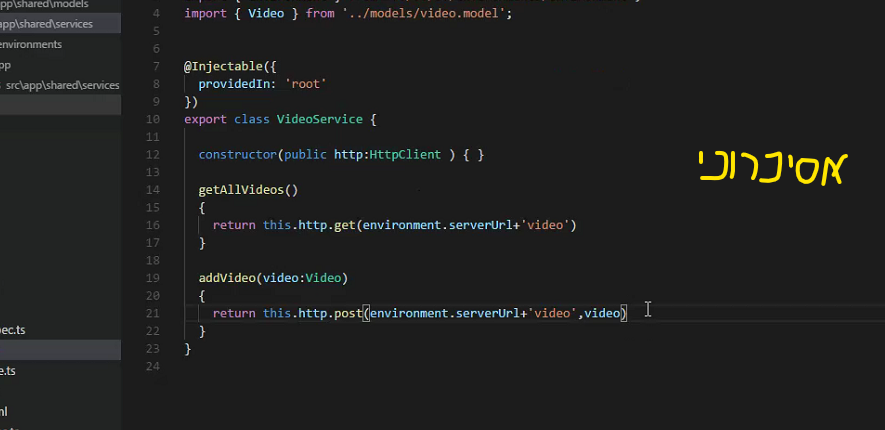 app\shared\models
app\shared\services
environments
app
src\app\shared\services
pec.ts
e.ts
ml
4 import { Video } from '../models/video.model';
5
6
7 @Injectable({
8 providedIn: 'root'
9 })
10 export class VideoService {
11
12 constructor(public http:HttpClient ) { }
13
14 getAllVideos()
15 {
16 return this.http.get(environment.serverUrl+'video')
17 }
18
19 addVideo(video:Video)
20 {
21 return this.http.post(environment.serverUrl+'video',video)
22 }
23 }
24
אסינכרוני